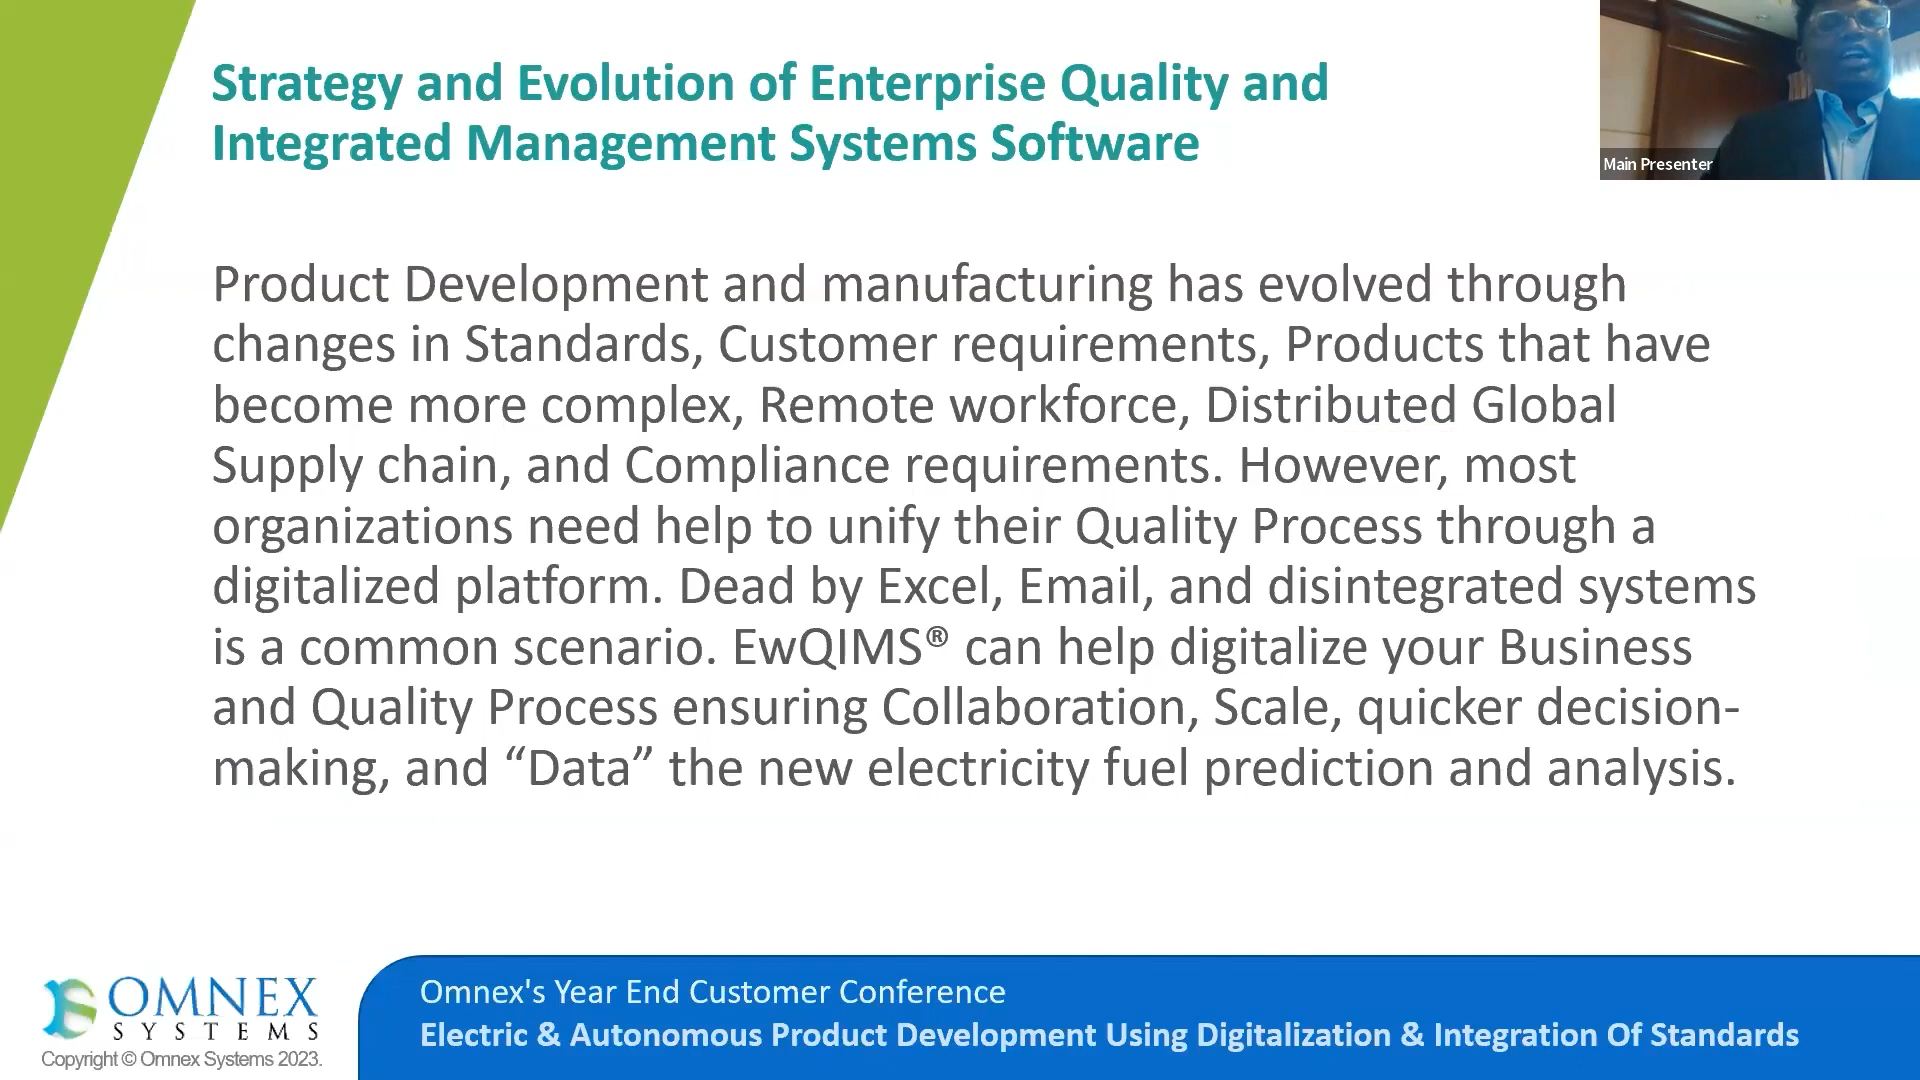 Strategy and Evolution of Enterprise Quality and
Integrated Management Systems Software
Main Presenter
Product Development and manufacturing has evolved through
changes in Standards, Customer requirements, Products that have
become more complex, Remote workforce, Distributed Global
Supply chain, and Compliance requirements. However, most
organizations need help to unify their Quality Process through a
digitalized platform. Dead by Excel, Email, and disintegrated systems
is a common scenario. EwQIMS® can help digitalize your Business
and Quality Process ensuring Collaboration, Scale, quicker decision-
making, and “Data” the new electricity fuel prediction and analysis.
OMNEX
SYSTEMS
Copyright © Omnex Systems 2023.
Omnex's Year End Customer Conference
Electric & Autonomous Product Development Using Digitalization & Integration Of Standards